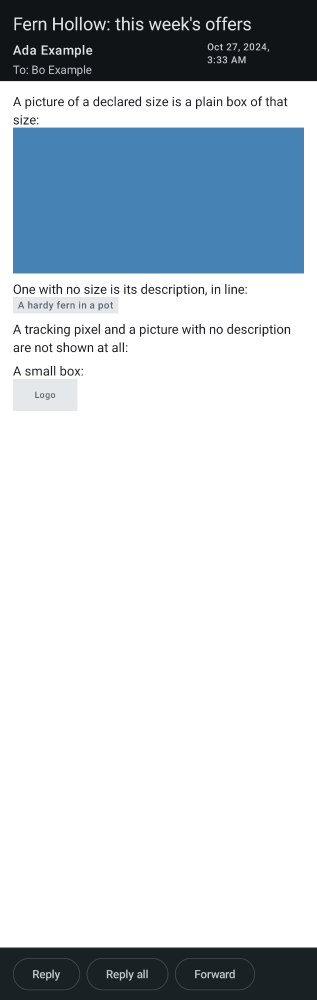 Fern Hollow: this week's offers
Ada Example
Oct 27, 2024,
3:33 AM
To: Bo Example
A picture of a declared size is a plain box of that
size:
One with no size is its description, in line:
A hardy fern in a pot
A tracking pixel and a picture with no description
are not shown at all:
A small box:
Logo
Reply
Reply all
Forward